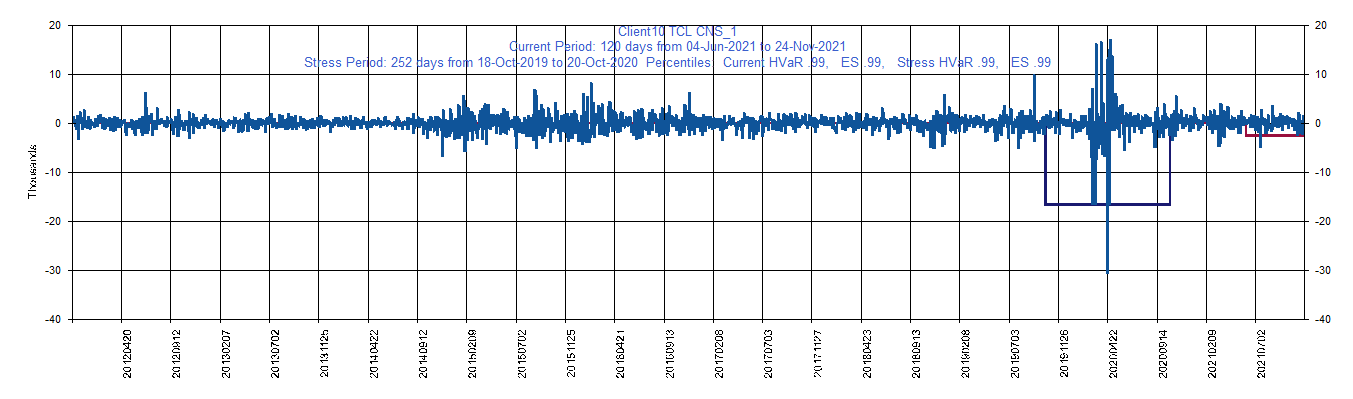 Client10 TCL CNS_1
Current Period: 120 days from 04-Jun-2021 to 24-Nov-2021
Stress Period: 252 days from 18-Oct-2019 to 20-Oct-2020  Percentiles:  Current HVaR .99,   ES .99,   Stress HVaR .99,   ES .99
20 20
10 10
0 0
-10 -10
-20 -20
-30 -30
-40 -40
Thousands
20120420 20120912 20130207 20130702 20131125 20140422 20140912 20150209 20150702 20151125 20160421 20160913 20170208 20170703 20171127 20180423 20180913 20190208 20190703 20191126 20200422 20200914 20210209 20210702